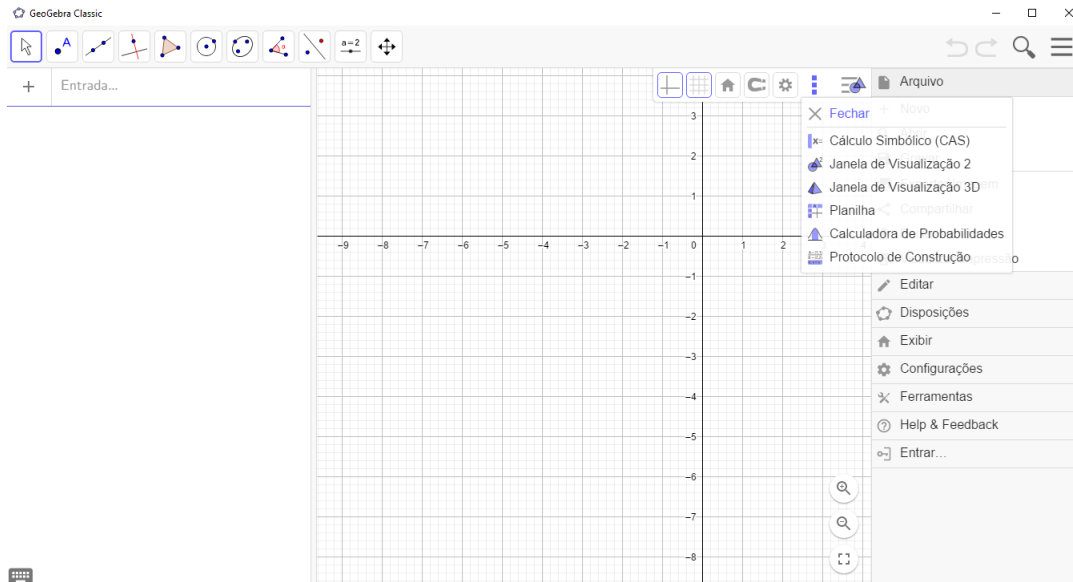 GeoGebra Classic
A
a=2
Entrada...
Arquivo
Fechar
Novo
x=
Cálculo Simbólico (CAS)
2
Janela de Visualização 2
Janela de Visualização 3D
Planilha
Compartilhar
Calculadora de Probabilidades
Protocolo de Construção
Editar
Disposições
Exibir
Configurações
Ferramentas
Help & Feedback
Entrar...
3
2
1
−9 −8 −7 −6 −5 −4 −3 −2 −1 0 1 2
−1
−2
−3
−4
−5
−6
−7
−8